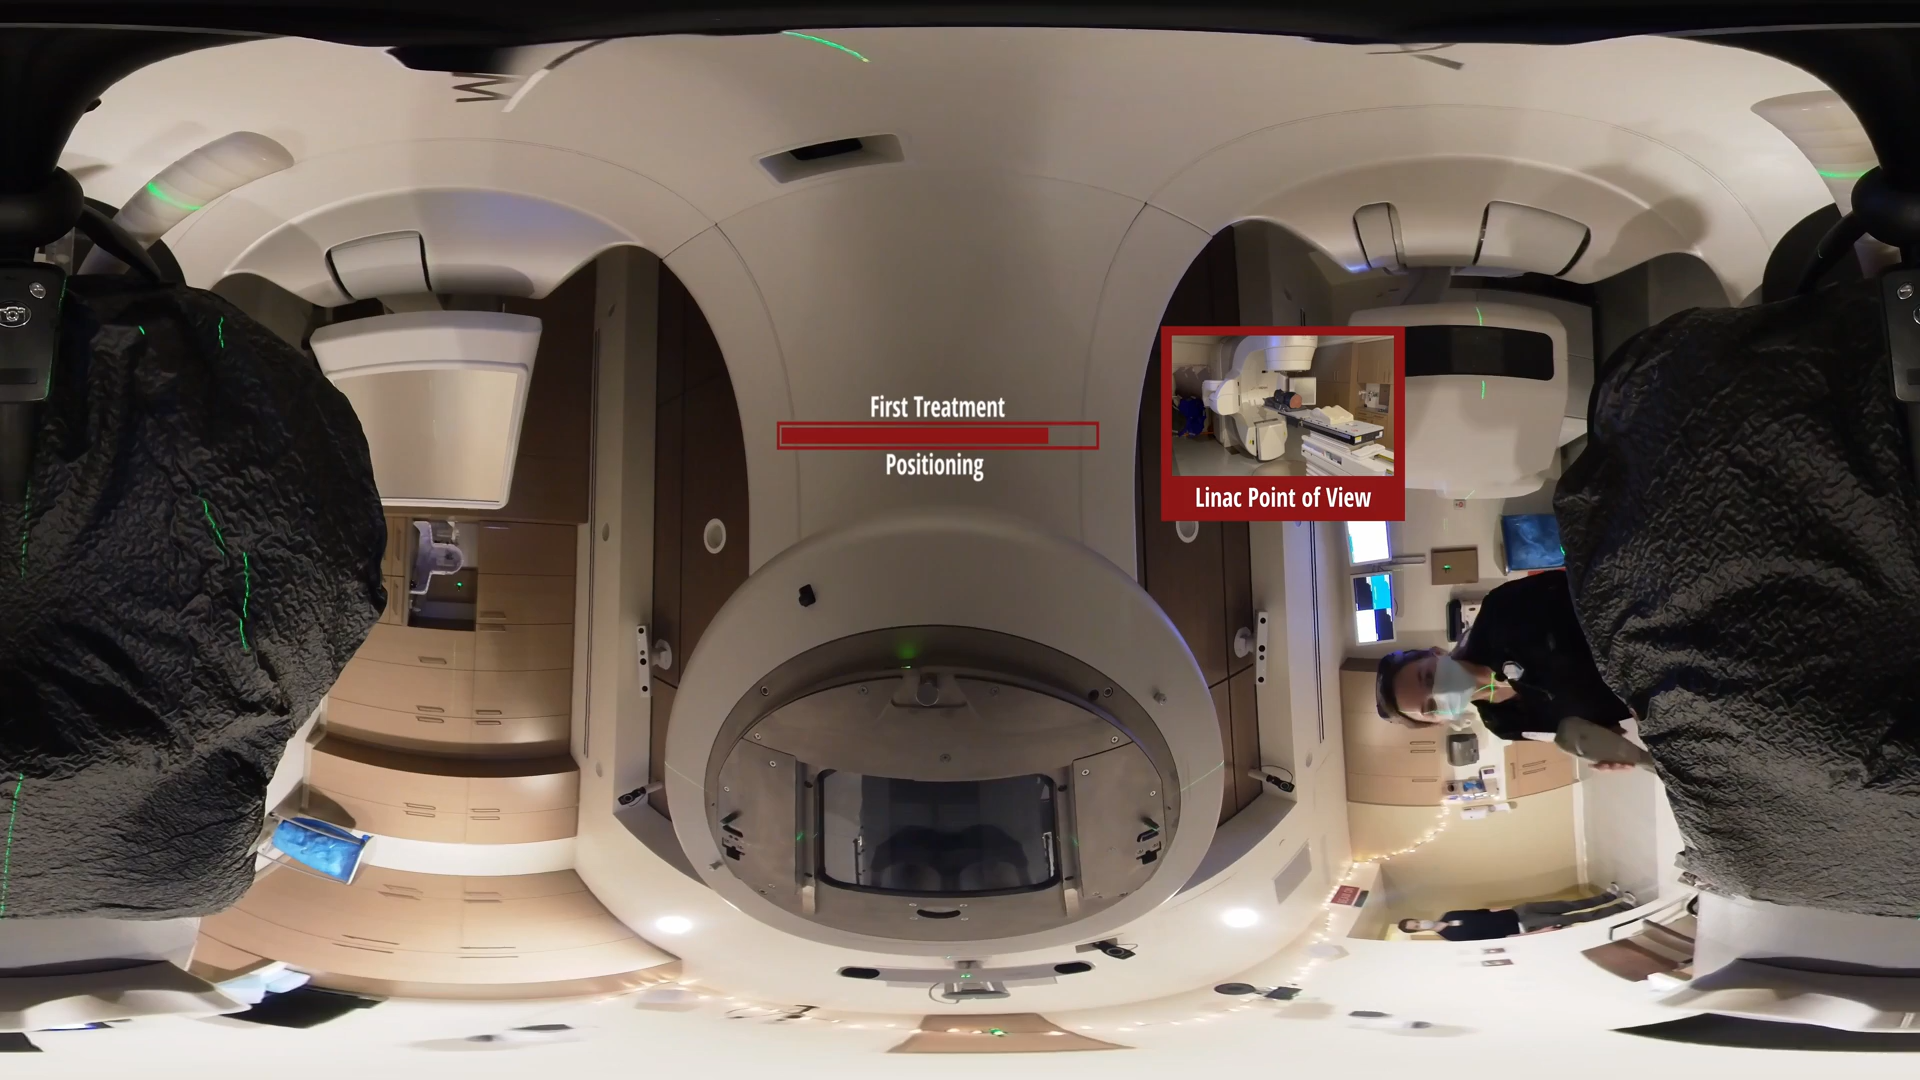 First Treatment
Positioning
Linac Point of View